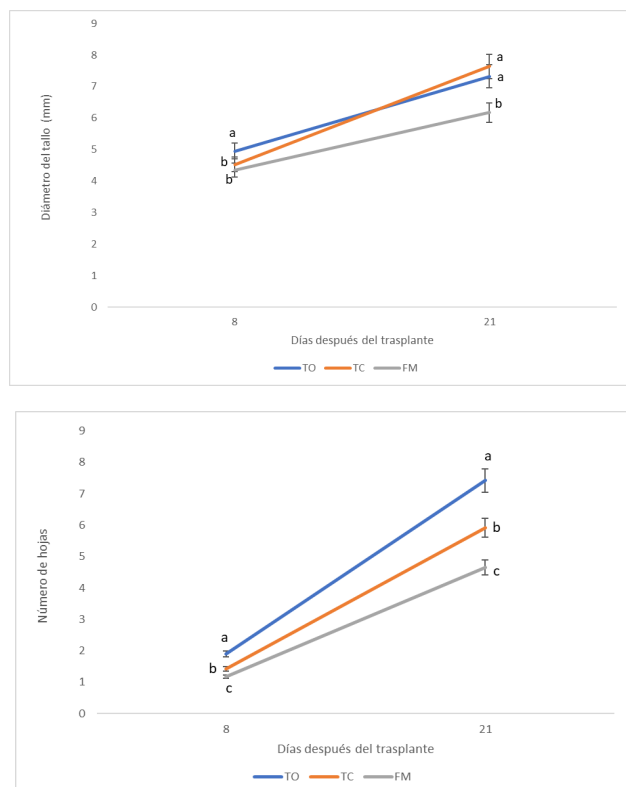 9
8
7
6
5
4
3
2
1
0
Diámetro del tallo (mm)
a
b
b
a
a
b
8
21
Días después del trasplante
TO TC FM
9
8
7
6
5
4
3
2
1
0
Número de hojas
a
b
c
a
b
c
8
21
Días después del trasplante
TO TC FM